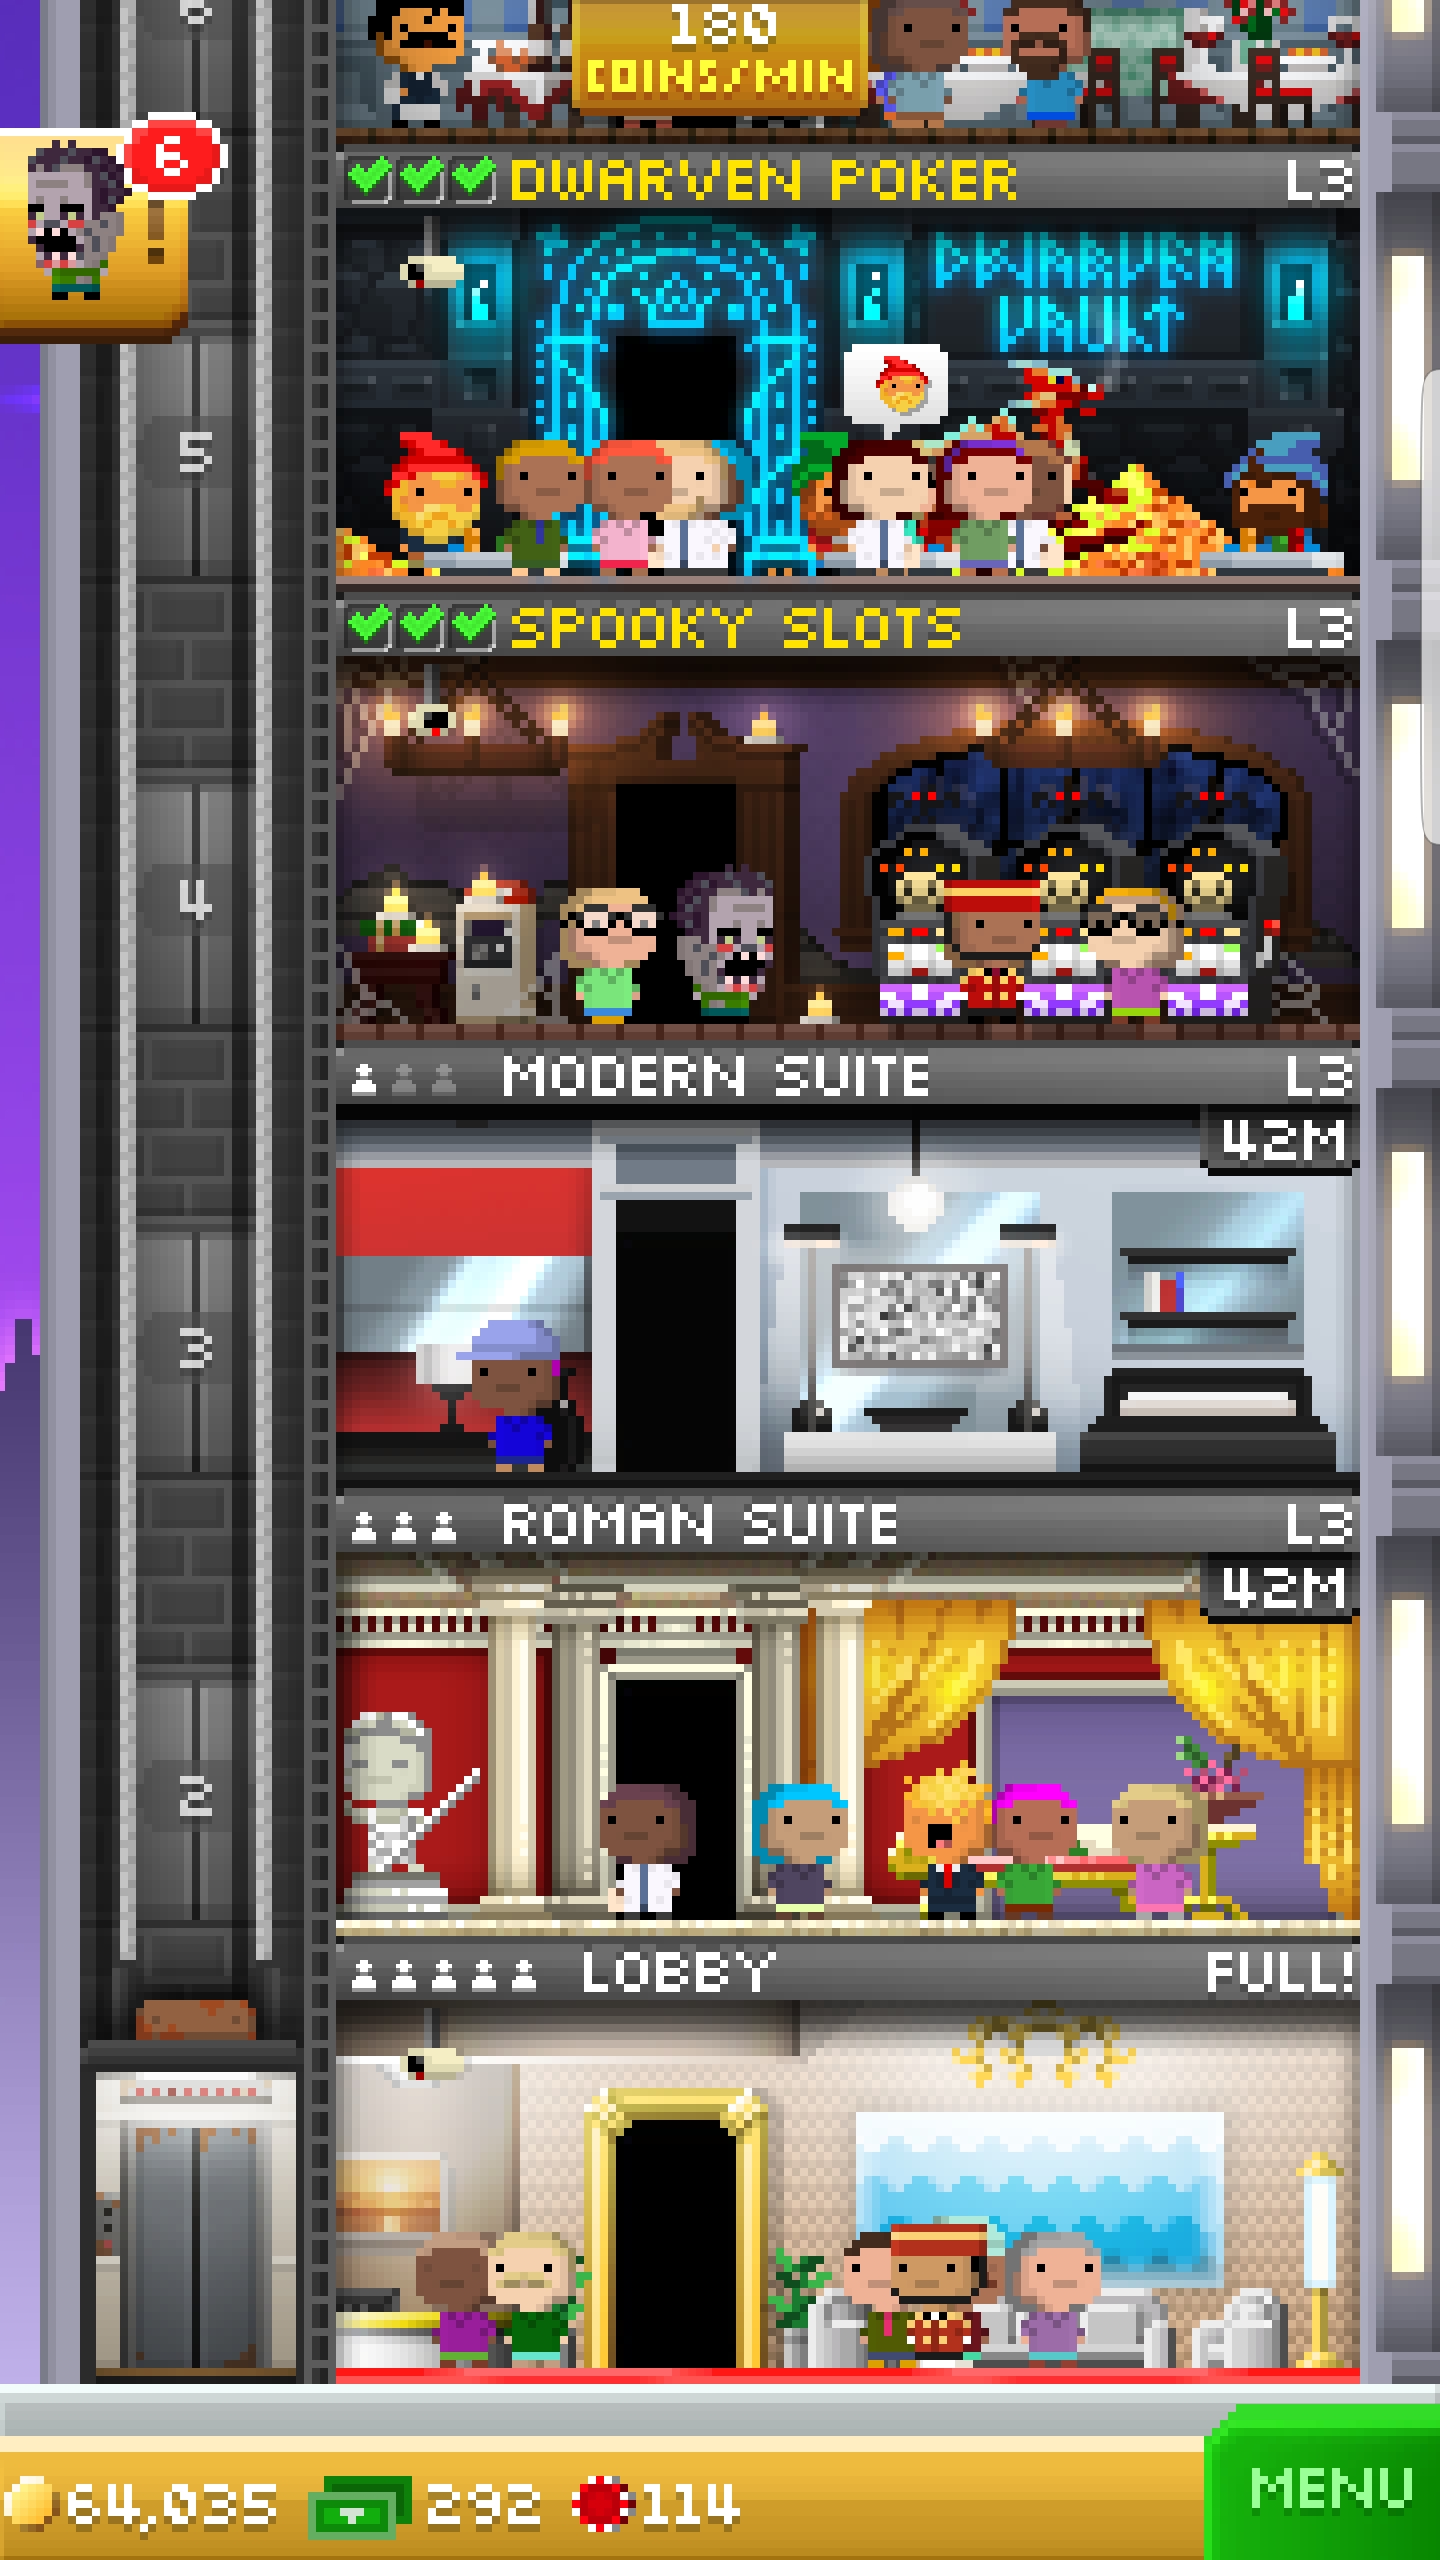 180
COINS/MIN
6
!
DWARVEN POKER L3
DWARVEN
VAULT
5
SPOOKY SLOTS L3
4
MODERN SUITE L3
42M
3
ROMAN SUITE L3
42M
2
LOBBY FULL!
64,035 292 114 MENU